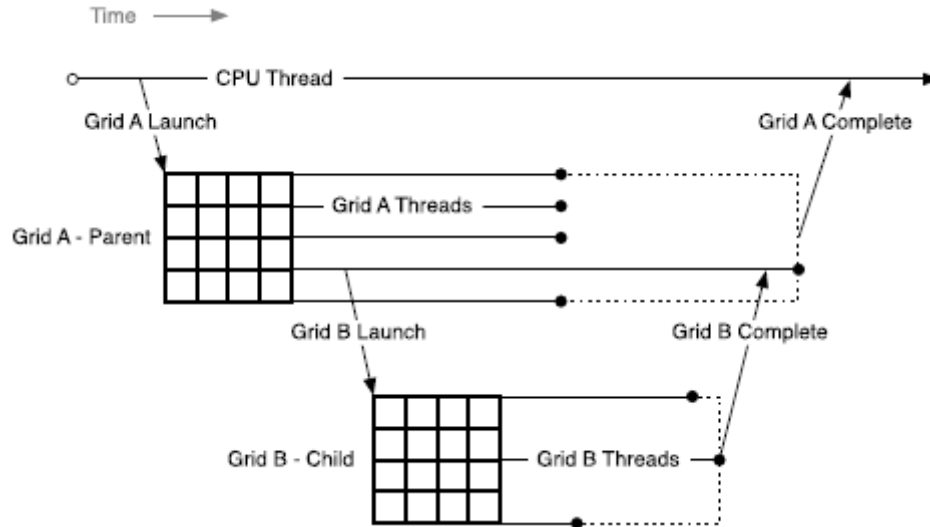 Time
CPU Thread
Grid A Launch
Grid A Complete
Grid A Threads
Grid A - Parent
Grid B Launch
Grid B Complete
Grid B - Child
Grid B Threads